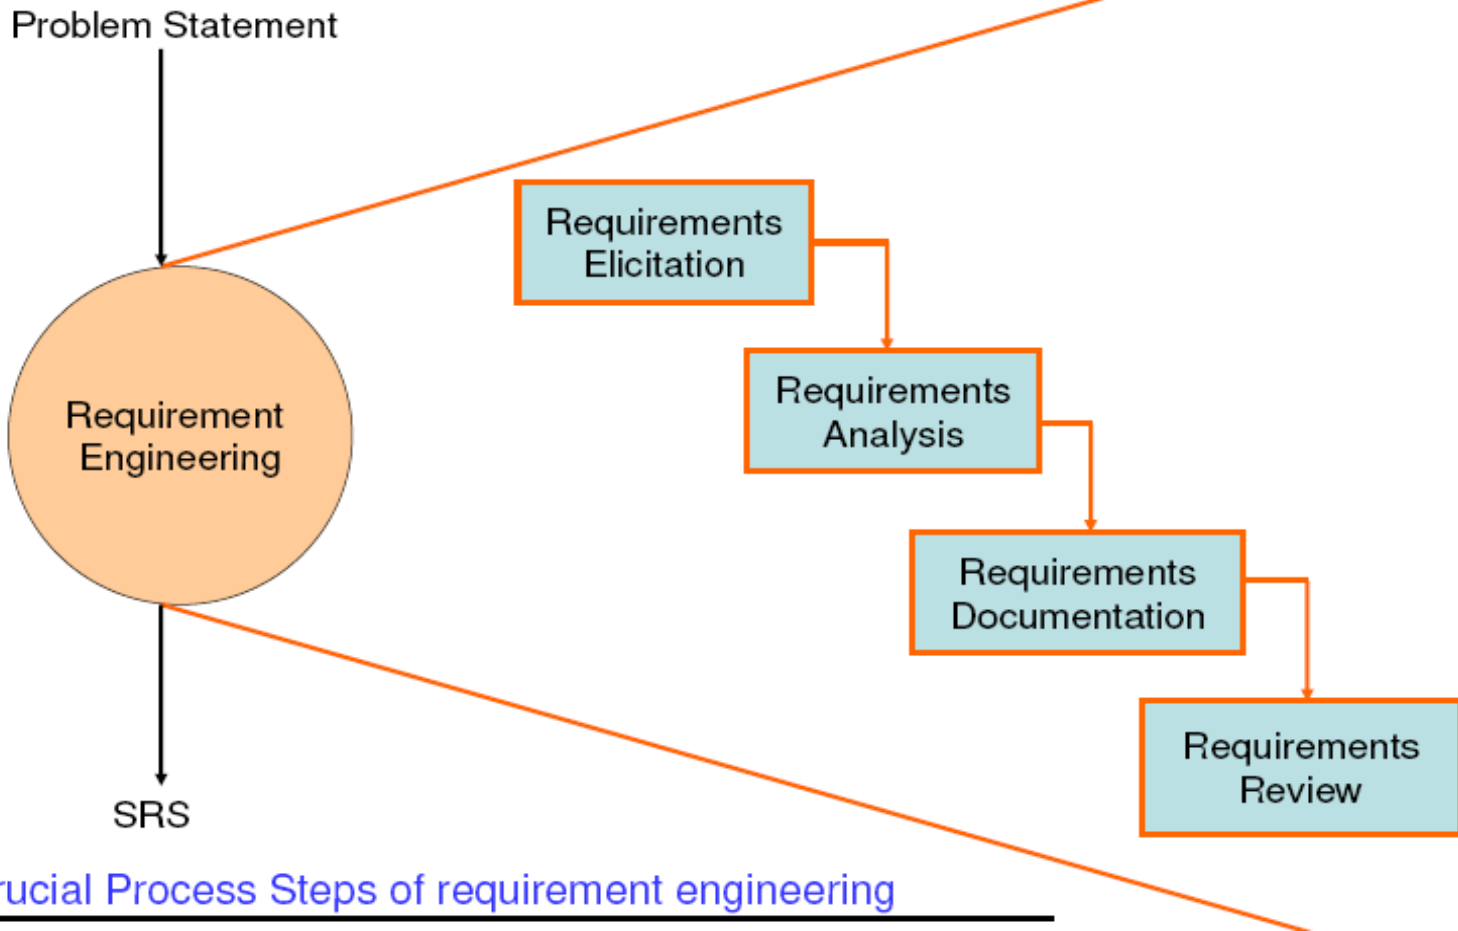 Problem Statement
Requirements
Elicitation
Requirements
Analysis
Requirement
Engineering
Requirements
Documentation
Requirements
Review
SRS
rucial Process Steps of requirement engineering